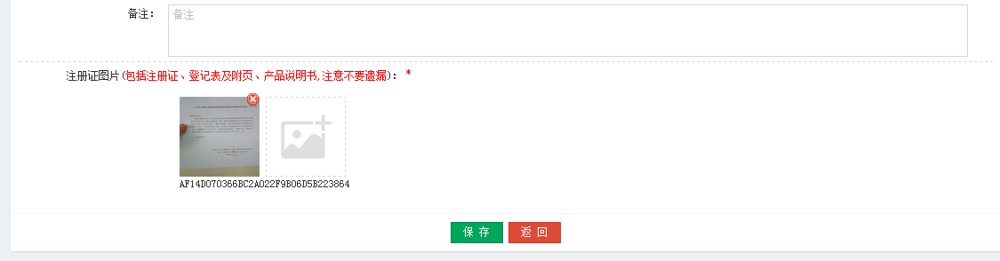 备注：
备注
注册证图片(包括注册证、登记表及附页、产品说明书,注意不要遗漏)： *
AF14D070366BC2A022F9B06D5B223864
保 存
返 回